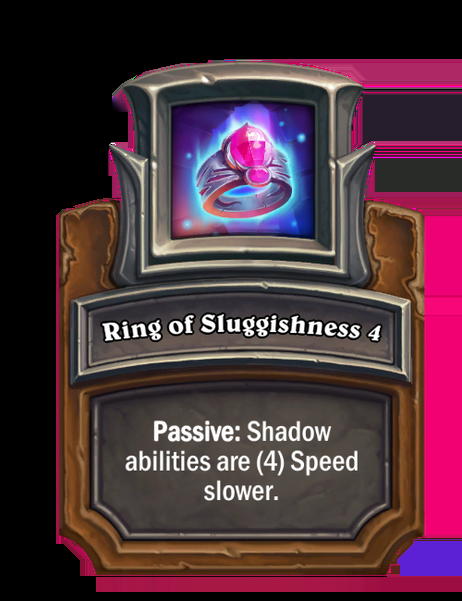 Ring of Sluggishness 4
Passive: Shadow
abilities are (4) Speed
slower.